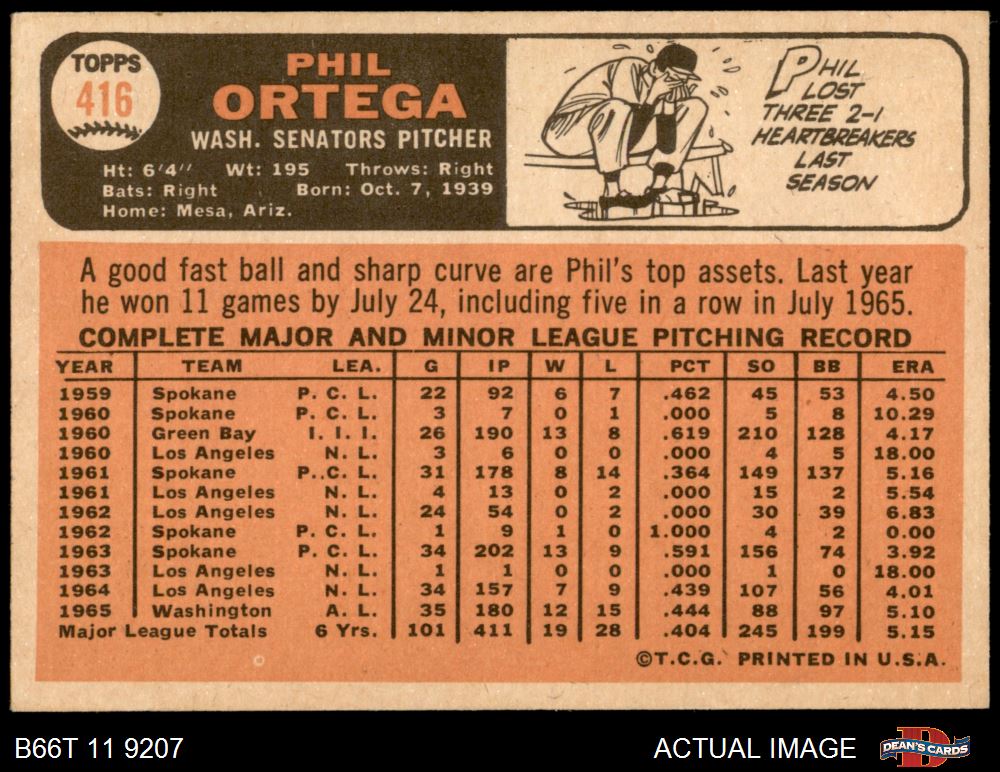 TOPPS
416
PHIL
ORTEGA
WASH. SENATORS PITCHER
Ht: 6'4" Wt: 195 Throws: Right
Bats: Right Born: Oct. 7, 1939
Home: Mesa, Ariz.
PHIL
LOST
THREE 2-1
HEARTBREAKERS
LAST
SEASON
A good fast ball and sharp curve are Phil's top assets. Last year
he won 11 games by July 24, including five in a row in July 1965.
COMPLETE MAJOR AND MINOR LEAGUE PITCHING RECORD
YEAR TEAM LEA. G IP W L PCT SO BB ERA
1959 Spokane P. C. L. 22 92 6 7 .462 45 53 4.50
1960 Spokane P. C. L. 3 7 0 1 .000 5 8 10.29
1960 Green Bay I. I. I. 26 190 13 8 .619 210 128 4.17
1960 Los Angeles N. L. 3 6 0 0 .000 4 5 18.00
1961 Spokane P..C. L. 31 178 8 14 .364 149 137 5.16
1961 Los Angeles N. L. 4 13 0 2 .000 15 2 5.54
1962 Los Angeles N. L. 24 54 0 2 .000 30 39 6.83
1962 Spokane P. C. L. 1 9 1 0 1.000 4 2 0.00
1963 Spokane P. C. L. 34 202 13 9 .591 156 74 3.92
1963 Los Angeles N. L. 1 1 0 0 .000 1 0 18.00
1964 Los Angeles N. L. 34 157 7 9 .439 107 56 4.01
1965 Washington A. L. 35 180 12 15 .444 88 97 5.10
Major League Totals 6 Yrs. 101 411 19 28 .404 245 199 5.15
©T.C.G. PRINTED IN U.S.A.
B66T 11 9207 ACTUAL IMAGE DEAN'S CARDS